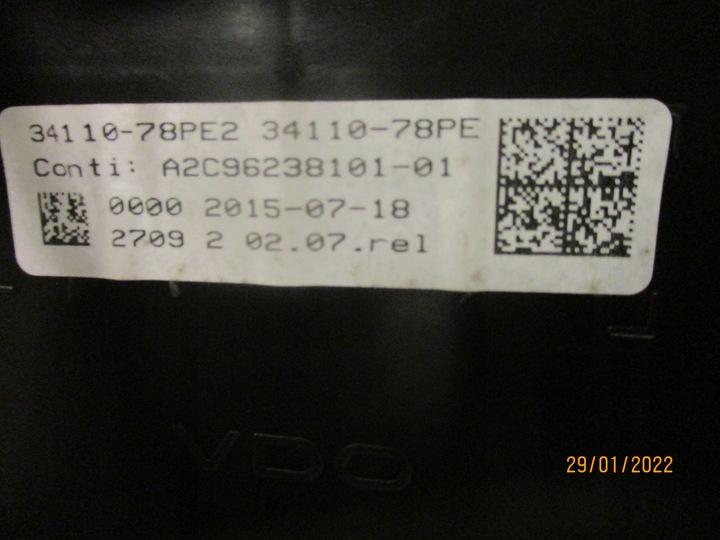 34110-78PE2 34110-78PE
Conti: A2C96238101-01
0000 2015-07-18
2709 2 02.07.rel
VDO
29/01/2022